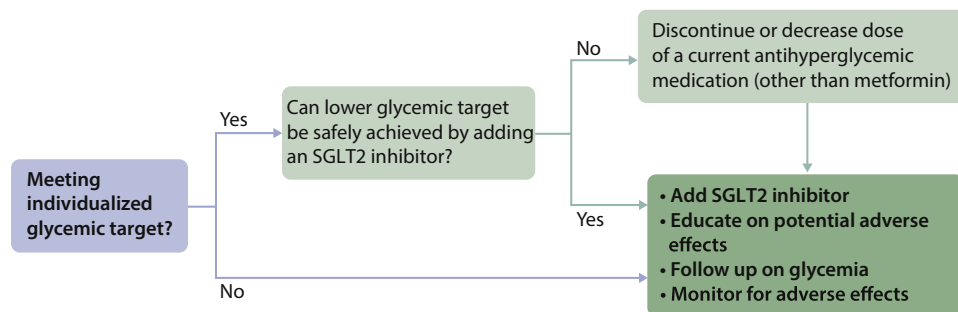 Meeting
individualized
glycemic target?
Yes
Can lower glycemic target
be safely achieved by adding
an SGLT2 inhibitor?
No
Discontinue or decrease dose
of a current antihyperglycemic
medication (other than metformin)
Yes
• Add SGLT2 inhibitor
• Educate on potential adverse
effects
• Follow up on glycemia
• Monitor for adverse effects
No